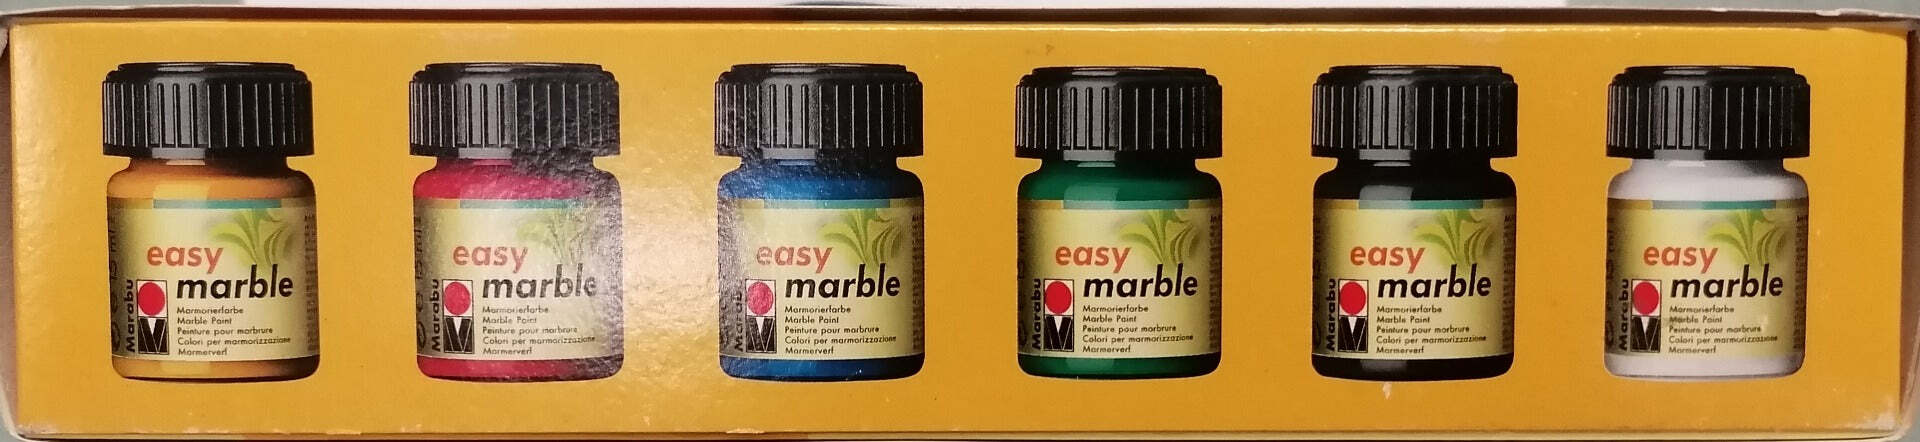 easy
marble
Marabu
Marmorierfarbe
Marble Paint
Peinture pour marbrure
Colori per marmorizzazione
Marmerverf
easy
marble
Marabu
Marmorierfarbe
Marble Paint
Peinture pour marbrure
Colori per marmorizzazione
Marmerverf
easy
marble
Marabu
Marmorierfarbe
Marble Paint
Peinture pour marbrure
Colori per marmorizzazione
Marmerverf
easy
marble
Marabu
Marmorierfarbe
Marble Paint
Peinture pour marbrure
Colori per marmorizzazione
Marmerverf
easy
marble
Marabu
Marmorierfarbe
Marble Paint
Peinture pour marbrure
Colori per marmorizzazione
Marmerverf
easy
marble
Marabu
Marmorierfarbe
Marble Paint
Peinture pour marbrure
Colori per marmorizzazione
Marmerverf